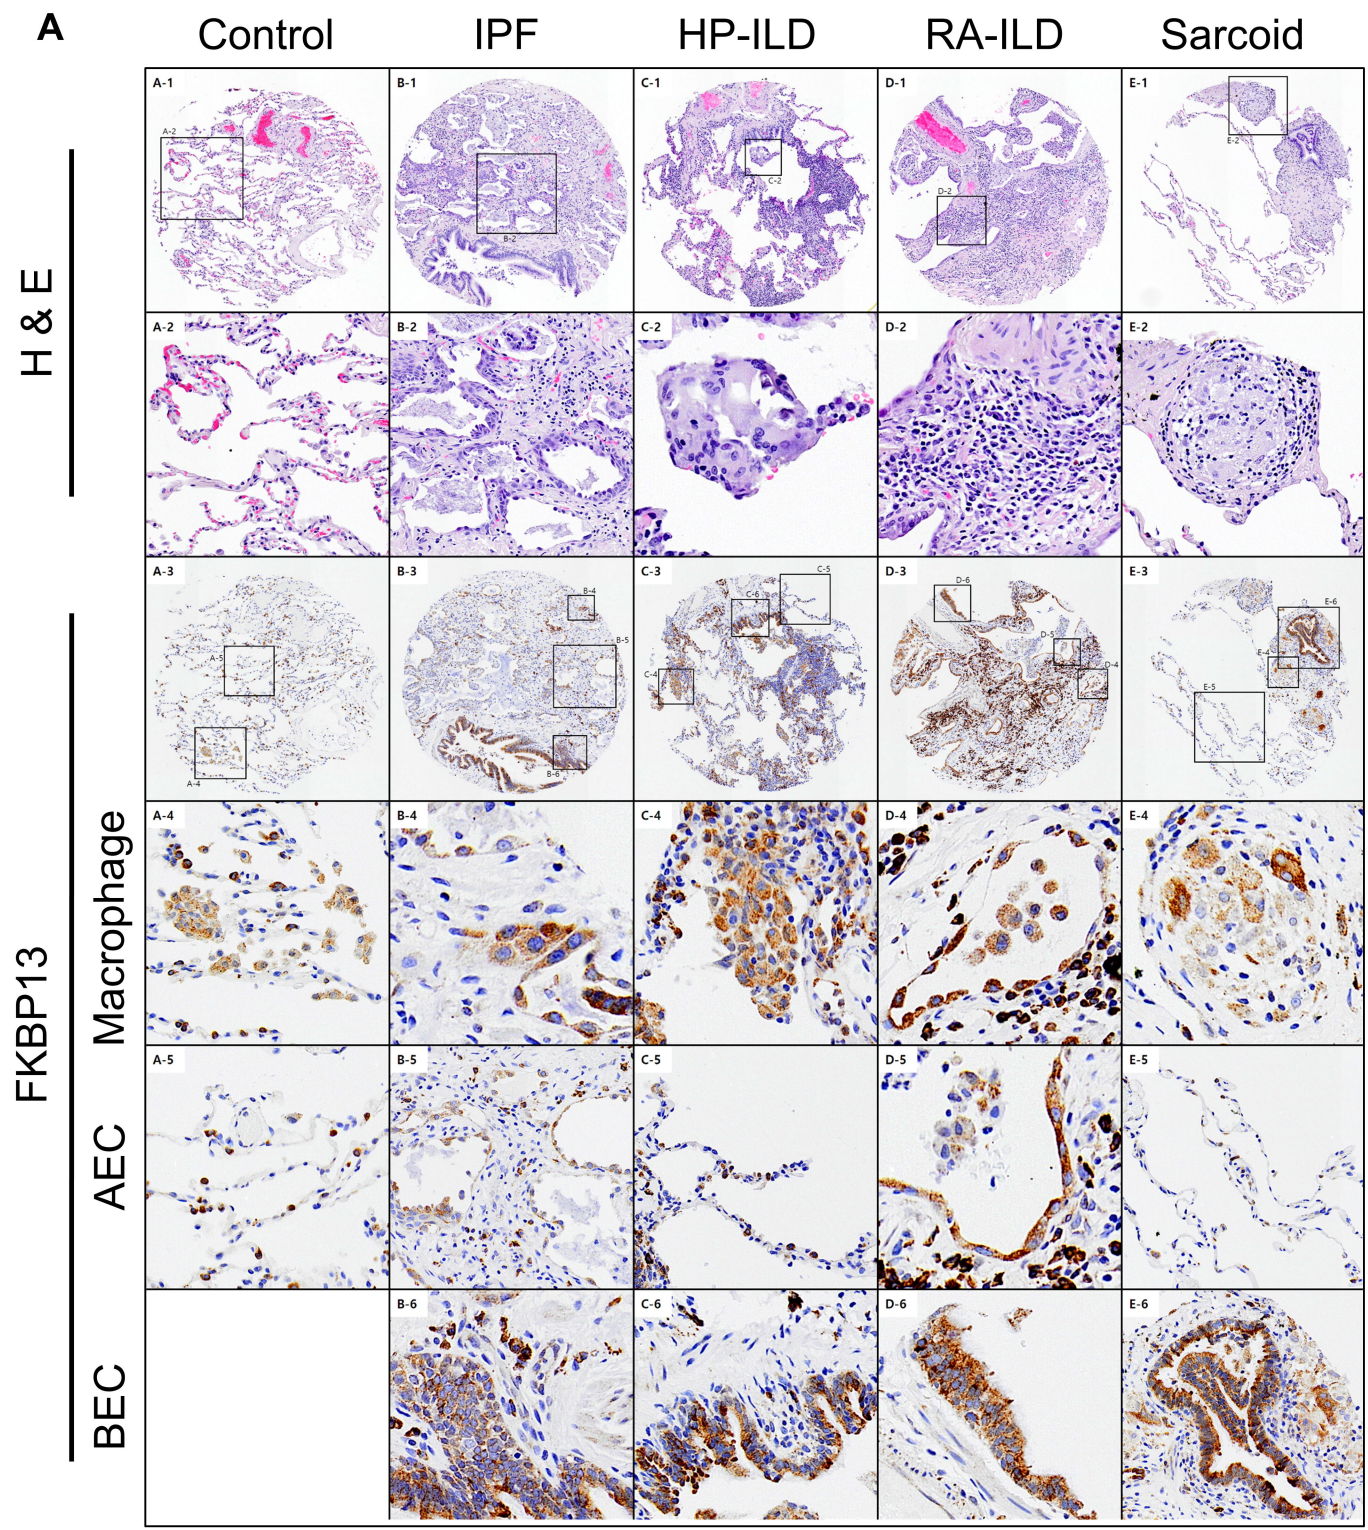 A
Control IPF HP-ILD RA-ILD Sarcoid
H & E
A-1 B-1 C-1 D-1 E-1
A-2 B-2 C-2 D-2 E-2
A-2 B-2 C-2 D-2 E-2
FKBP13
A-3 B-3 C-3 D-3 E-3
A-5 A-4 B-4 B-5 B-6 C-5 C-6 C-4 D-6 D-5 D-4 E-6 E-4 E-5
Macrophage
A-4 B-4 C-4 D-4 E-4
AEC
A-5 B-5 C-5 D-5 E-5
BEC
B-6 C-6 D-6 E-6